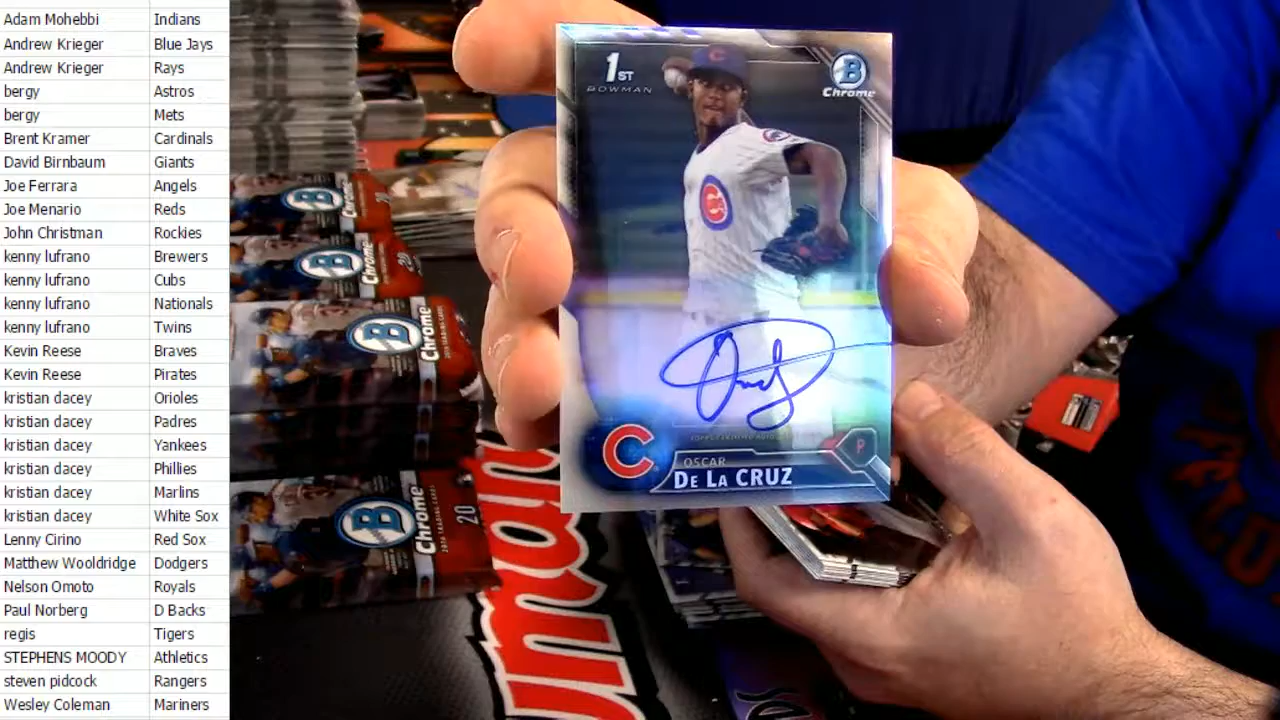 Adam Mohebbi Indians
Andrew Krieger Blue Jays
Andrew Krieger Rays
bergy Astros
bergy Mets
Brent Kramer Cardinals
David Birnbaum Giants
Joe Ferrara Angels
Joe Menario Reds
John Christman Rockies
kenny lufrano Brewers
kenny lufrano Cubs
kenny lufrano Nationals
kenny lufrano Twins
Kevin Reese Braves
Kevin Reese Pirates
kristian dacey Orioles
kristian dacey Padres
kristian dacey Yankees
kristian dacey Phillies
kristian dacey Marlins
kristian dacey White Sox
Lenny Cirino Red Sox
Matthew Wooldridge Dodgers
Nelson Omoto Royals
Paul Norberg D Backs
regis Tigers
STEPHENS MOODY Athletics
steven pidcock Rangers
Wesley Coleman Mariners
1ST
BOWMAN
B
Chrome
C
OSCAR
DE LA CRUZ
P
B
Chrome
B
Chrome
20
B
Chrome
B
Chrome
20